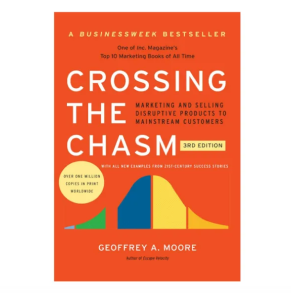 A BUSINESSWEEK BESTSELLER
One of Inc. Magazine's
Top 10 Marketing Books of All Time
CROSSING
THE
CHASM
MARKETING AND SELLING
DISRUPTIVE PRODUCTS TO
MAINSTREAM CUSTOMERS
3RD EDITION
WITH ALL NEW EXAMPLES FROM 21ST-CENTURY SUCCESS STORIES
OVER ONE MILLION
COPIES IN PRINT
WORLDWIDE
GEOFFREY A. MOORE
Author of Escape Velocity